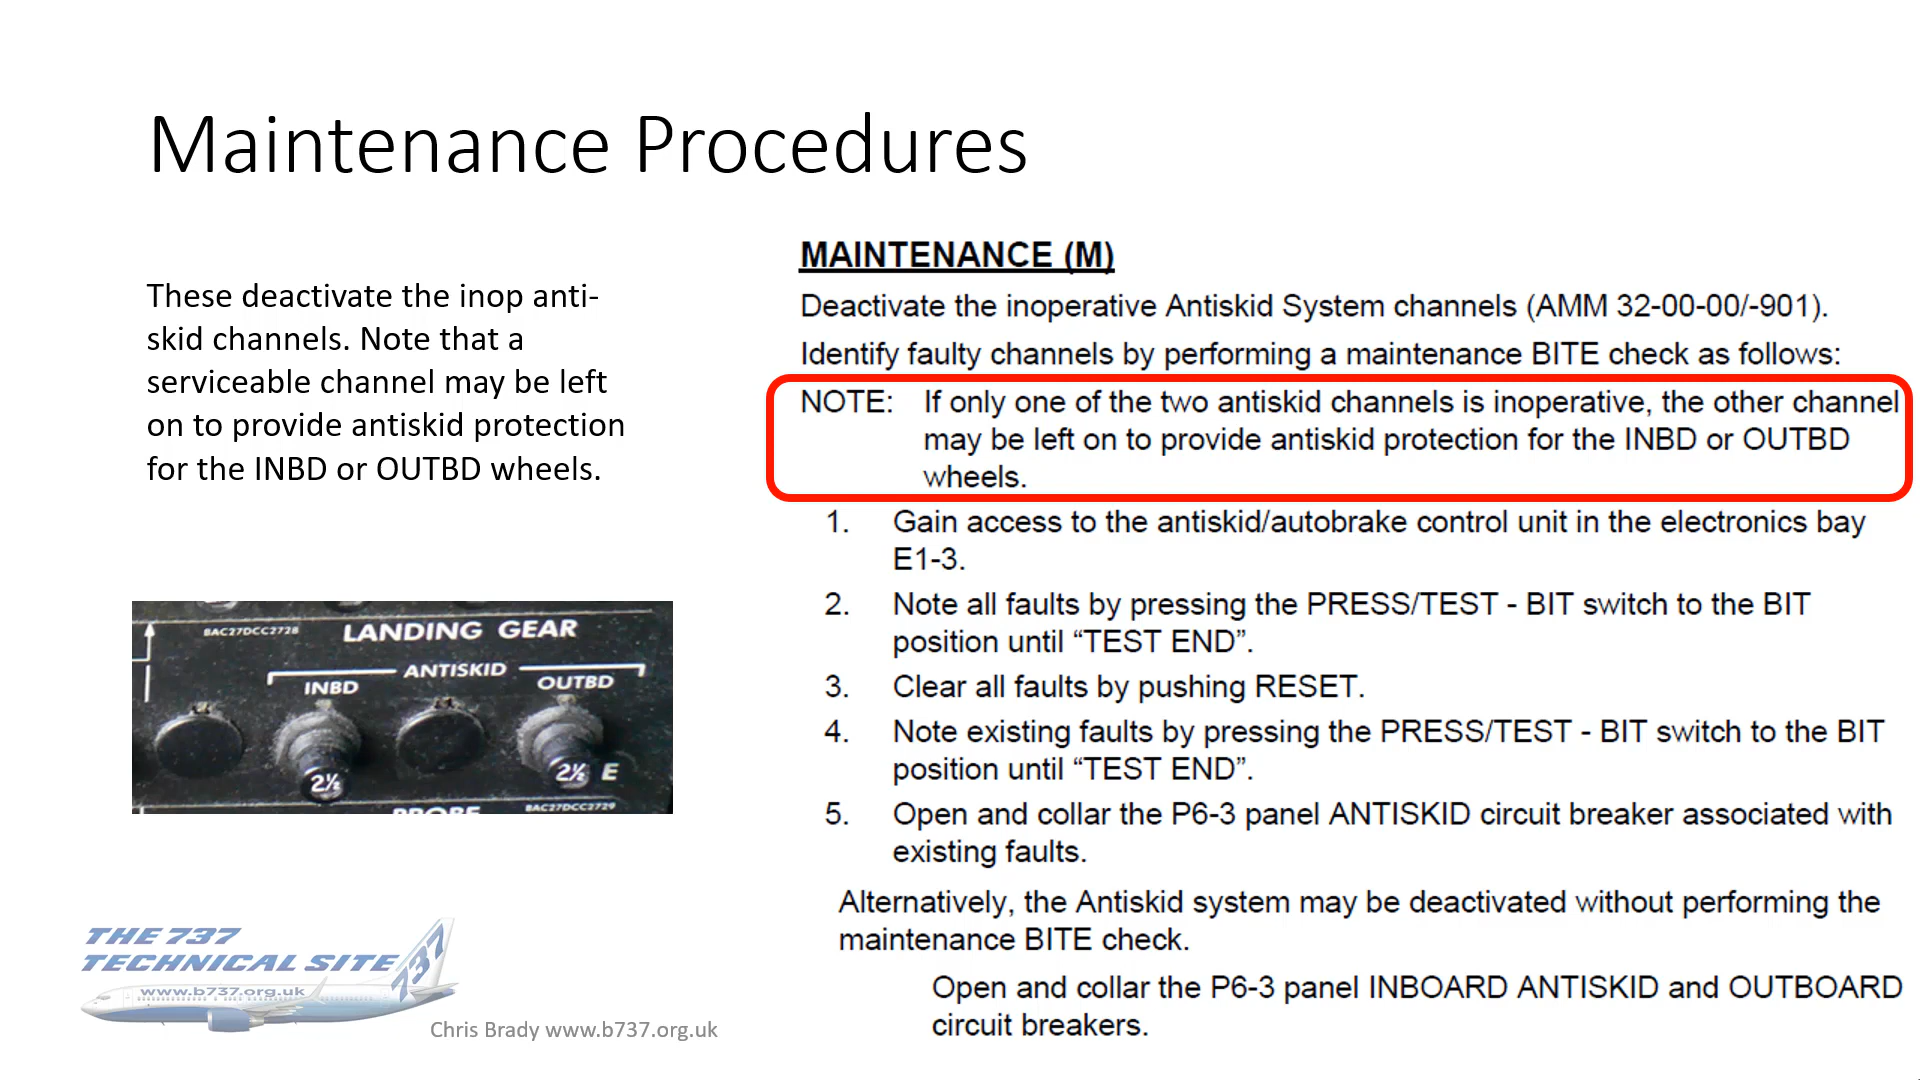 Maintenance Procedures
These deactivate the inop anti-
skid channels. Note that a
serviceable channel may be left
on to provide antiskid protection
for the INBD or OUTBD wheels.
BAC27DCC2728
LANDING GEAR
ANTISKID
INBD
OUTBD
2½
2½ E
PROBE
BAC27DCC2729
THE 737
TECHNICAL SITE
737
www.b737.org.uk
Chris Brady www.b737.org.uk
MAINTENANCE (M)
Deactivate the inoperative Antiskid System channels (AMM 32-00-00/-901).
Identify faulty channels by performing a maintenance BITE check as follows:
NOTE: If only one of the two antiskid channels is inoperative, the other channel
may be left on to provide antiskid protection for the INBD or OUTBD
wheels.
1. Gain access to the antiskid/autobrake control unit in the electronics bay
E1-3.
2. Note all faults by pressing the PRESS/TEST - BIT switch to the BIT
position until “TEST END”.
3. Clear all faults by pushing RESET.
4. Note existing faults by pressing the PRESS/TEST - BIT switch to the BIT
position until “TEST END”.
5. Open and collar the P6-3 panel ANTISKID circuit breaker associated with
existing faults.
Alternatively, the Antiskid system may be deactivated without performing the
maintenance BITE check.
Open and collar the P6-3 panel INBOARD ANTISKID and OUTBOARD
circuit breakers.